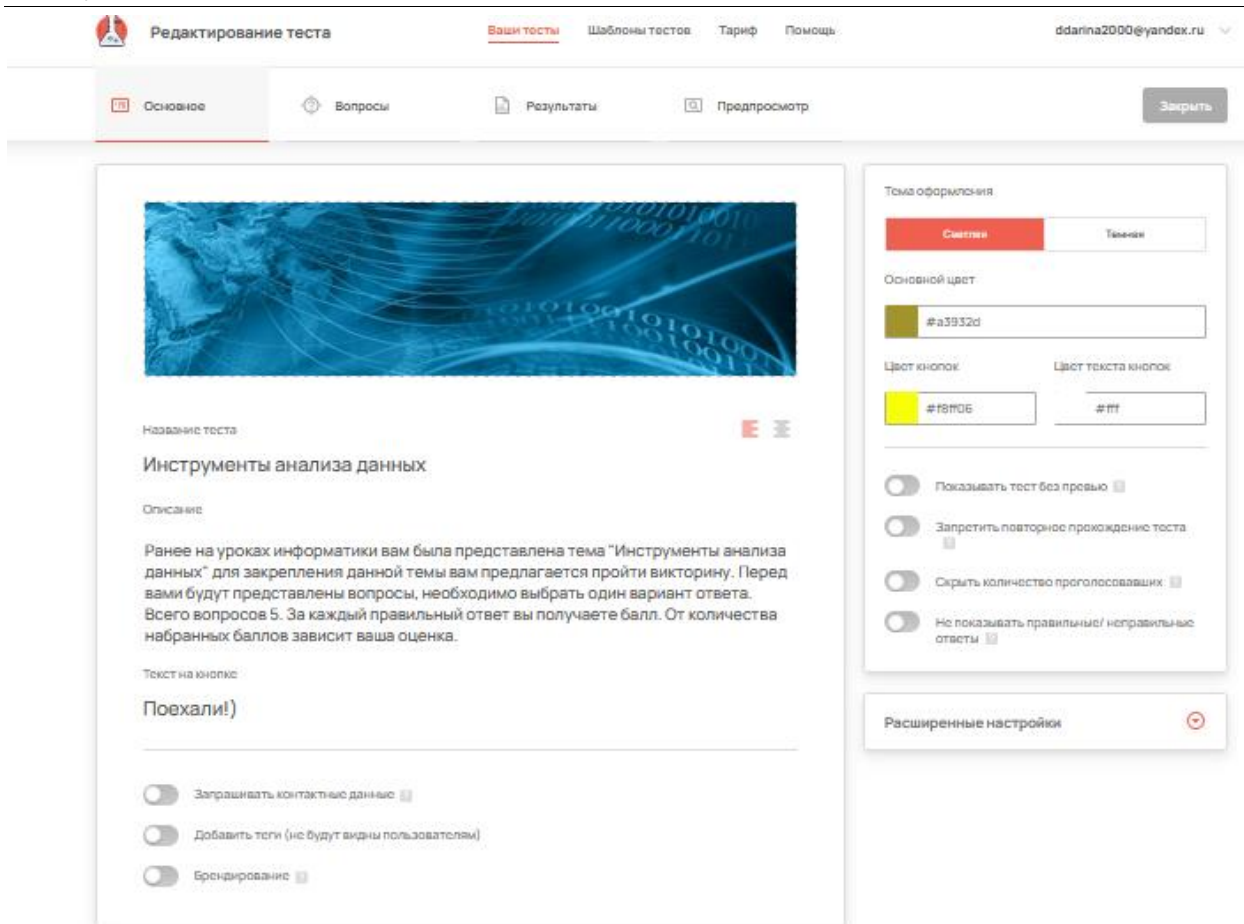 Редактирование теста
Ваши тесты
Шаблоны тестов
Тариф
Помощь
ddarina2000@yandex.ru
Основное
Вопросы
Результаты
Предпросмотр
Закрыть
Название теста
Инструменты анализа данных
Описание
Ранее на уроках информатики вам была представлена тема "Инструменты анализа
данных" для закрепления данной темы вам предлагается пройти викторину. Перед
вами будут представлены вопросы, необходимо выбрать один вариант ответа.
Всего вопросов 5. За каждый правильный ответ вы получаете балл. От количества
набранных баллов зависит ваша оценка.
Текст на кнопке
Поехали!)
Запрашивать контактные данные
Добавить теги (не будут видны пользователям)
Брендирование
Тема оформления
Светлая
Темная
Основной цвет
#a3932d
Цвет кнопок
Цвет текста кнопок
#f8ff06
#fff
Показывать тест без превью
Запретить повторное прохождение теста
Скрыть количество проголосовавших
Не показывать правильные/ неправильные
ответы
Расширенные настройки